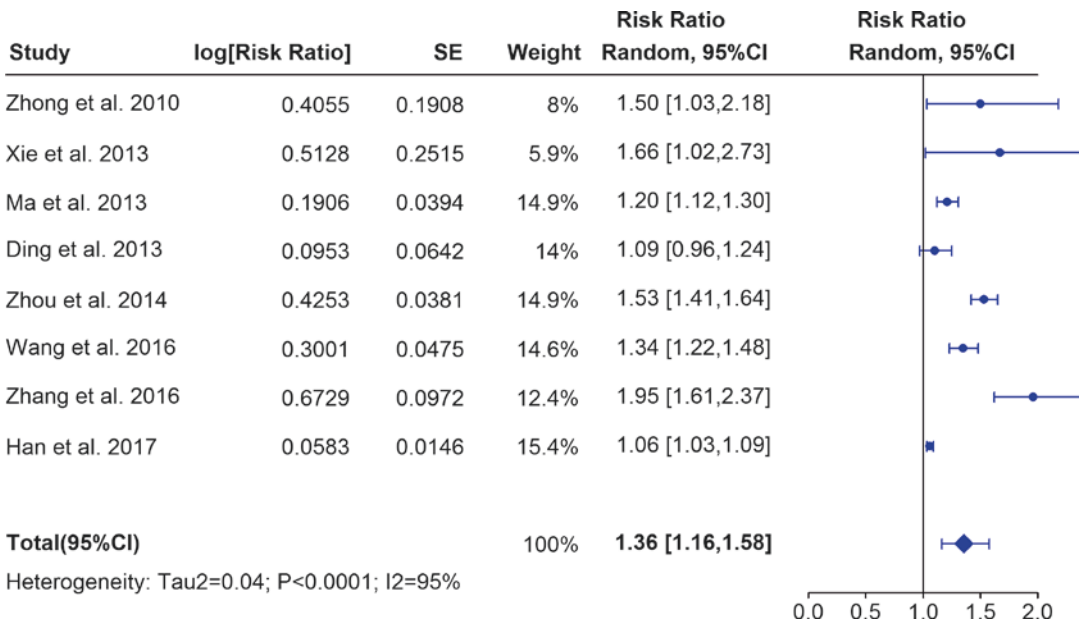 Risk Ratio Risk Ratio
Study log[Risk Ratio] SE Weight Random, 95%CI Random, 95%CI
Zhong et al. 2010 0.4055 0.1908 8% 1.50 [1.03,2.18]
Xie et al. 2013 0.5128 0.2515 5.9% 1.66 [1.02,2.73]
Ma et al. 2013 0.1906 0.0394 14.9% 1.20 [1.12,1.30]
Ding et al. 2013 0.0953 0.0642 14% 1.09 [0.96,1.24]
Zhou et al. 2014 0.4253 0.0381 14.9% 1.53 [1.41,1.64]
Wang et al. 2016 0.3001 0.0475 14.6% 1.34 [1.22,1.48]
Zhang et al. 2016 0.6729 0.0972 12.4% 1.95 [1.61,2.37]
Han et al. 2017 0.0583 0.0146 15.4% 1.06 [1.03,1.09]
Total(95%CI) 100% 1.36 [1.16,1.58]
Heterogeneity: Tau2=0.04; P<0.0001; I2=95%
0.0 0.5 1.0 1.5 2.0